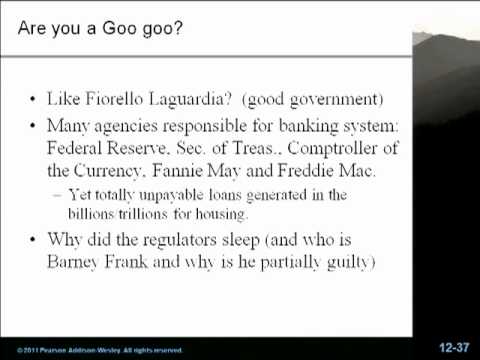 Are you a Goo goo?
• Like Fiorello Laguardia? (good government)
• Many agencies responsible for banking system:
Federal Reserve, Sec. of Treas., Comptroller of
the Currency, Fannie May and Freddie Mac.
– Yet totally unpayable loans generated in the
billions trillions for housing.
• Why did the regulators sleep (and who is
Barney Frank and why is he partially guilty)
© 2011 Pearson Addison-Wesley. All rights reserved.
12-37